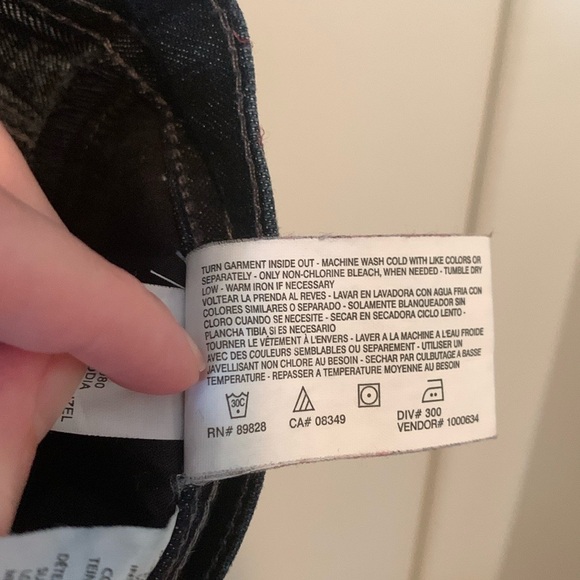 TURN GARMENT INSIDE OUT - MACHINE WASH COLD WITH LIKE COLORS OR
SEPARATELY - ONLY NON-CHLORINE BLEACH, WHEN NEEDED - TUMBLE DRY
LOW - WARM IRON IF NECESSARY
VOLTEAR LA PRENDA AL REVES - LAVAR EN LAVADORA CON AGUA FRIA CON
COLORES SIMILARES O SEPARADO - SOLAMENTE BLANQUEADOR SIN
CLORO CUANDO SE NECESITE - SECAR EN SECADORA CICLO LENTO -
PLANCHA TIBIA SI ES NECESARIO
TOURNER LE VÊTEMENT À L'ENVERS - LAVER A LA MACHINE A L'EAU FROIDE
AVEC DES COULEURS SEMBLABLES OU SEPAREMENT - UTILISER UN
JAVELLISANT NON CHLORE AU BESOIN - SECHAR PAR CULBUTAGE A BASSE
TEMPERATURE - REPASSER A TEMPERATURE MOYENNE AU BESOIN
30C
RN# 89828
CA# 08349
DIV# 300
VENDOR# 1000634